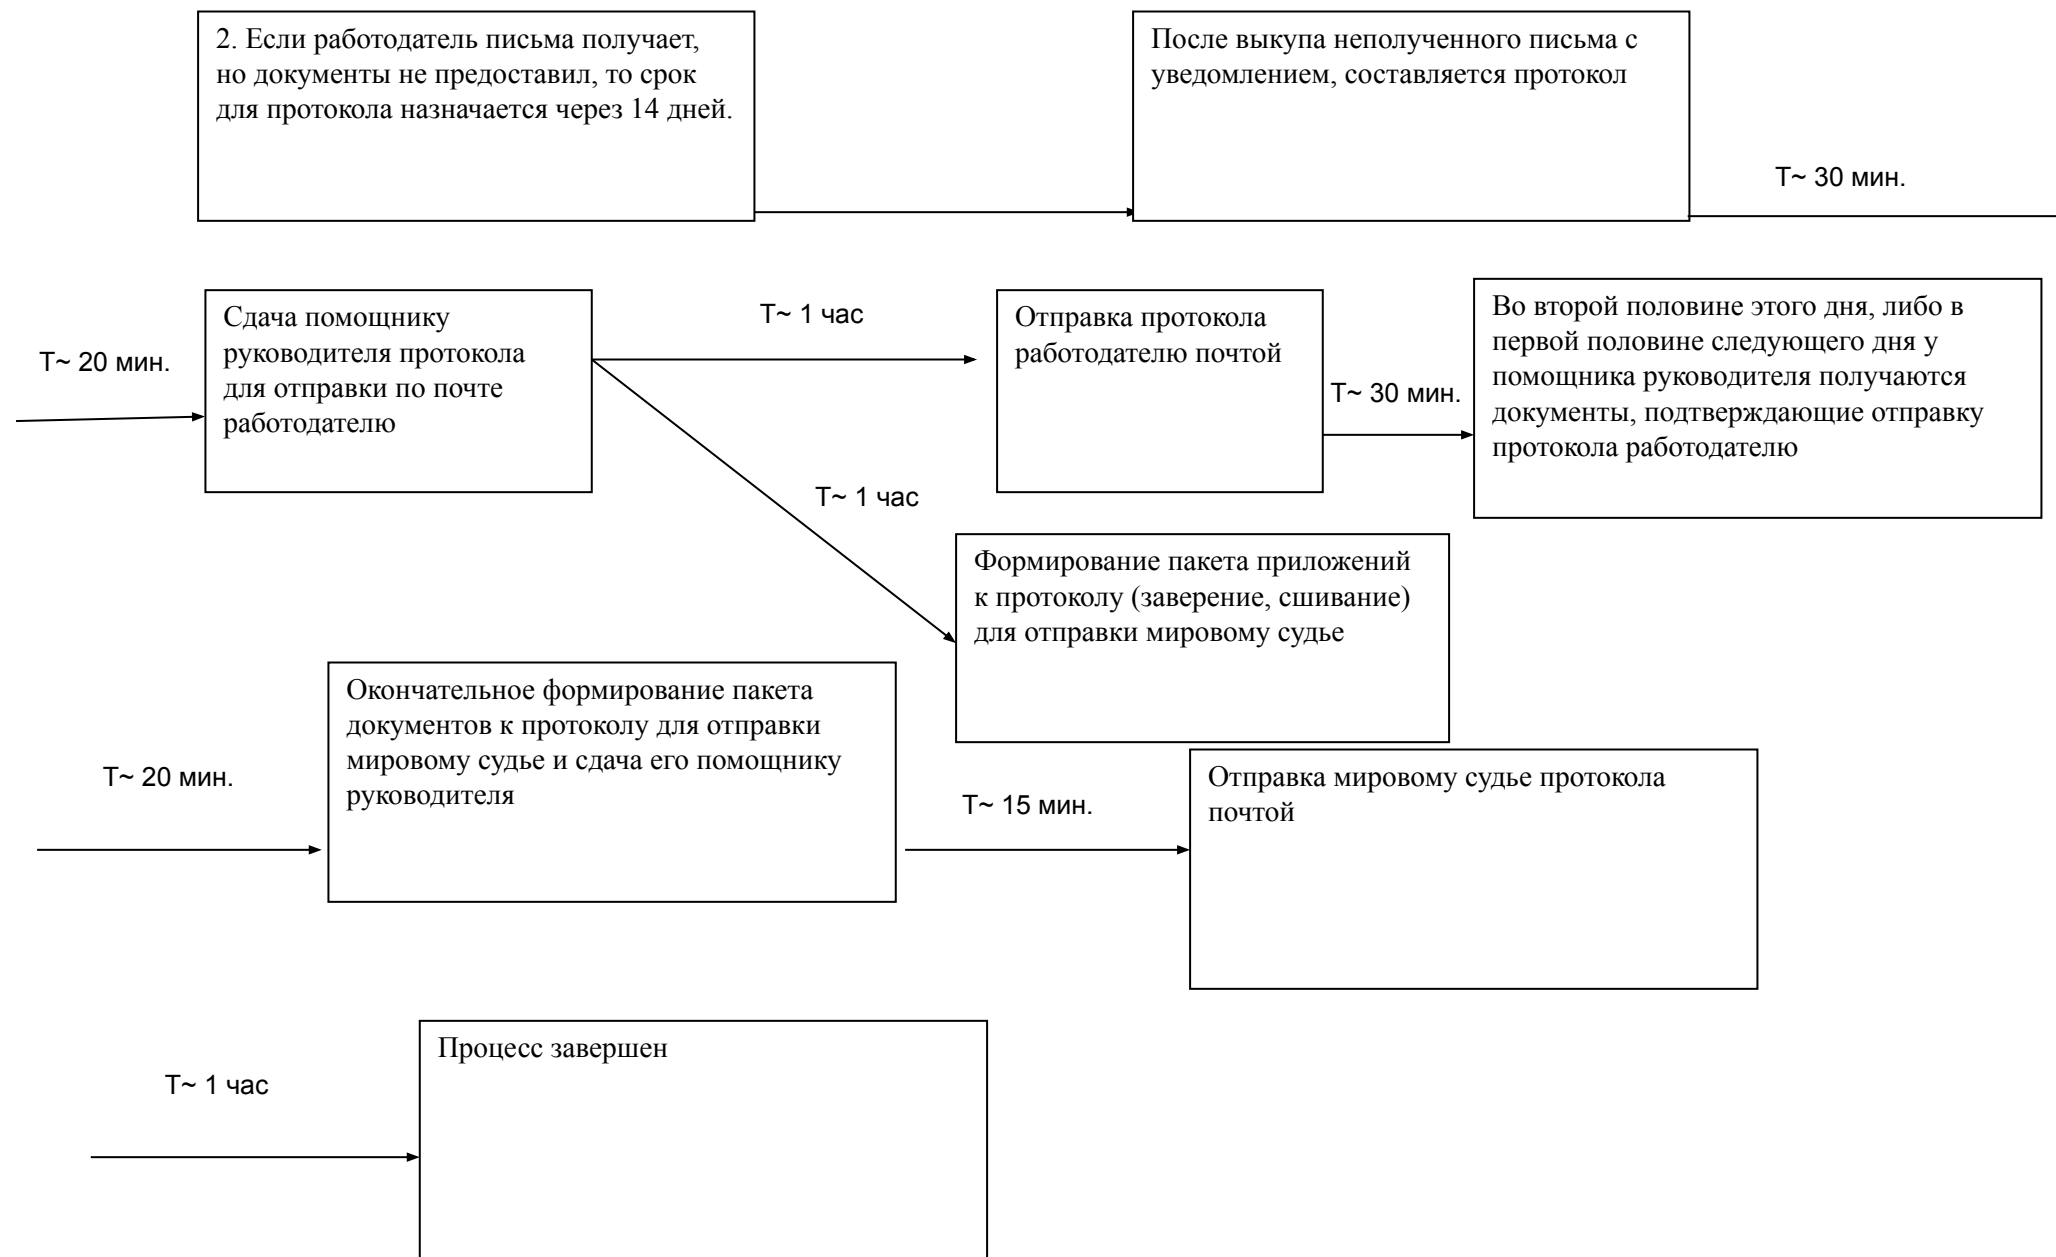 2. Если работодатель письма получает,
но документы не предоставил, то срок
для протокола назначается через 14 дней.
После выкупа неполученного письма с
уведомлением, составляется протокол
Т~ 30 мин.
Т~ 20 мин.
Сдача помощнику
руководителя протокола
для отправки по почте
работодателю
Т~ 1 час
Отправка протокола
работодателю почтой
Т~ 30 мин.
Во второй половине этого дня, либо в
первой половине следующего дня у
помощника руководителя получаются
документы, подтверждающие отправку
протокола работодателю
Т~ 1 час
Формирование пакета приложений
к протоколу (заверение, сшивание)
для отправки мировому судье
Т~ 20 мин.
Окончательное формирование пакета
документов к протоколу для отправки
мировому судье и сдача его помощнику
руководителя
Т~ 15 мин.
Отправка мировому судье протокола
почтой
Т~ 1 час
Процесс завершен